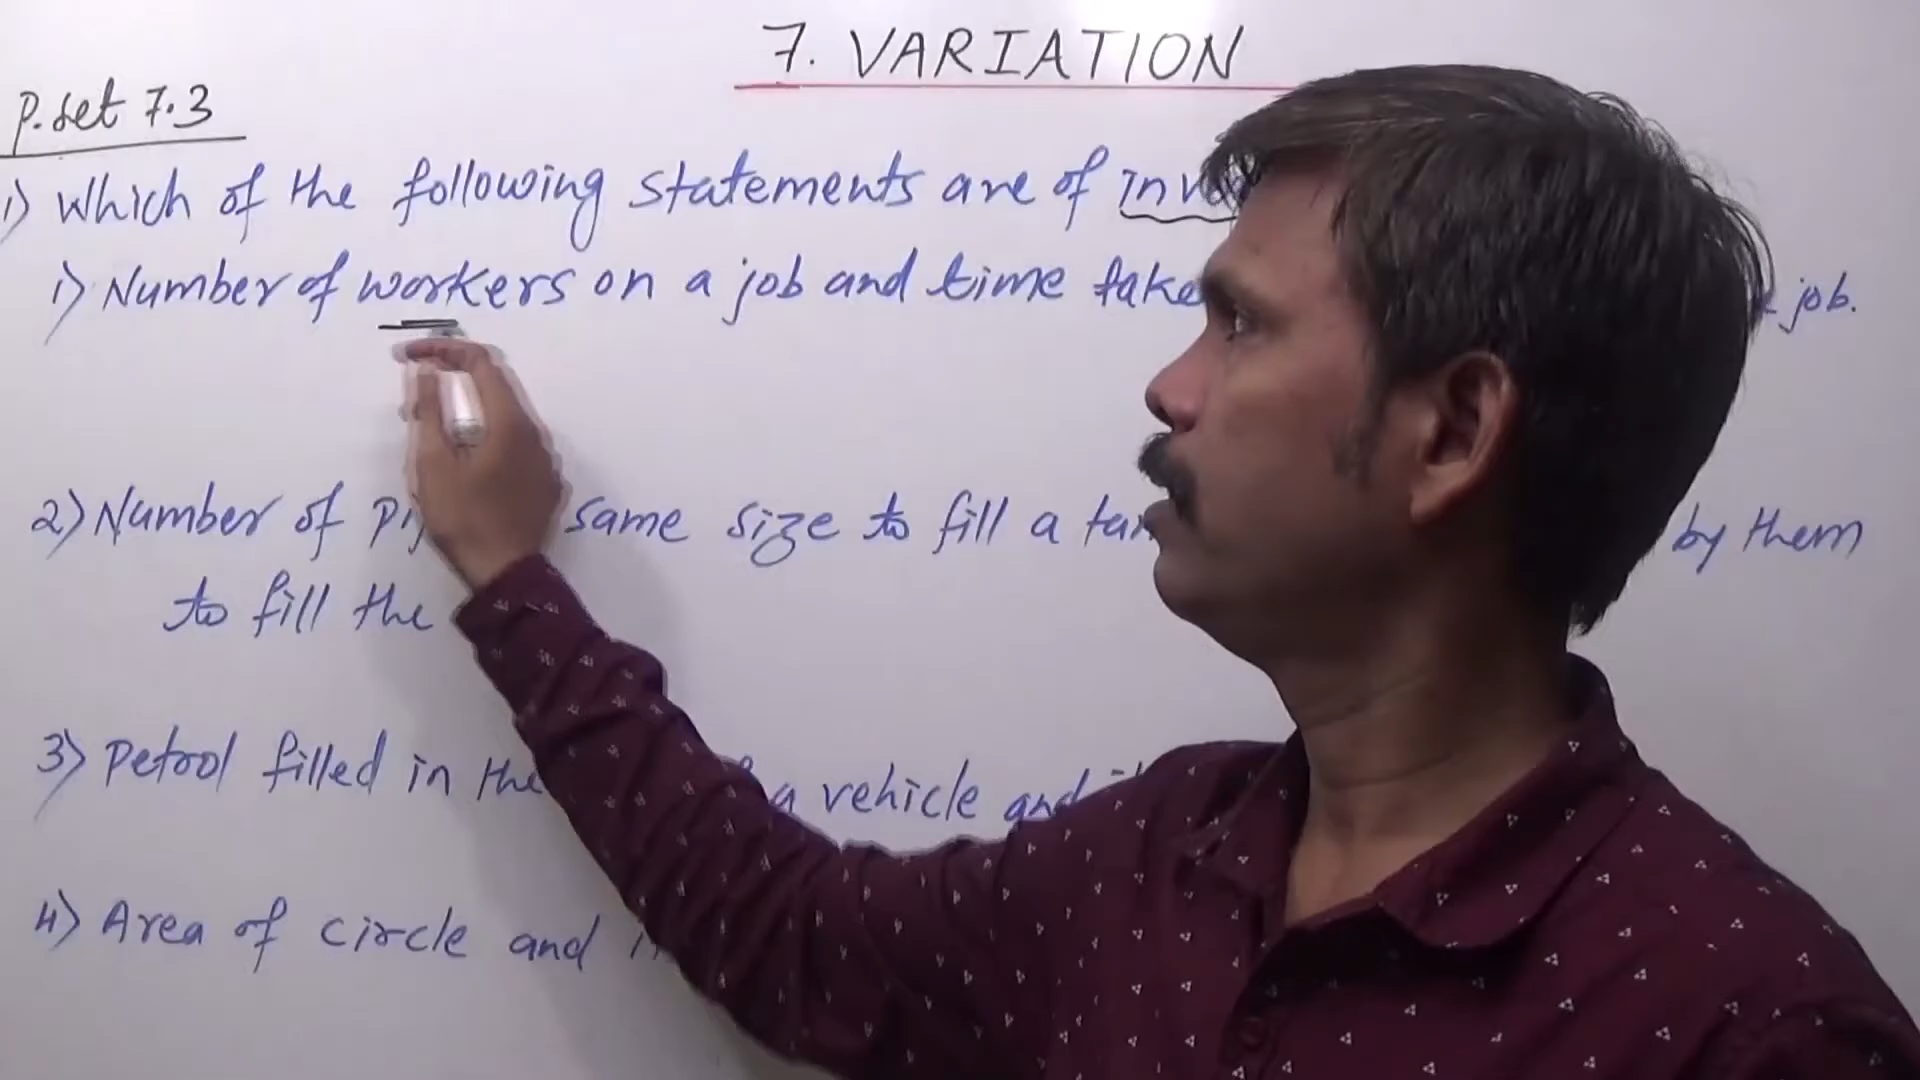 7. VARIATION
P. Set 7.3
1) Which of the following statements are of
i) Number of workers on a job and time job.
2) Number of same size to fill a by them
to fill the
3) Petrol filled in the a vehicle and
4) Area of circle and